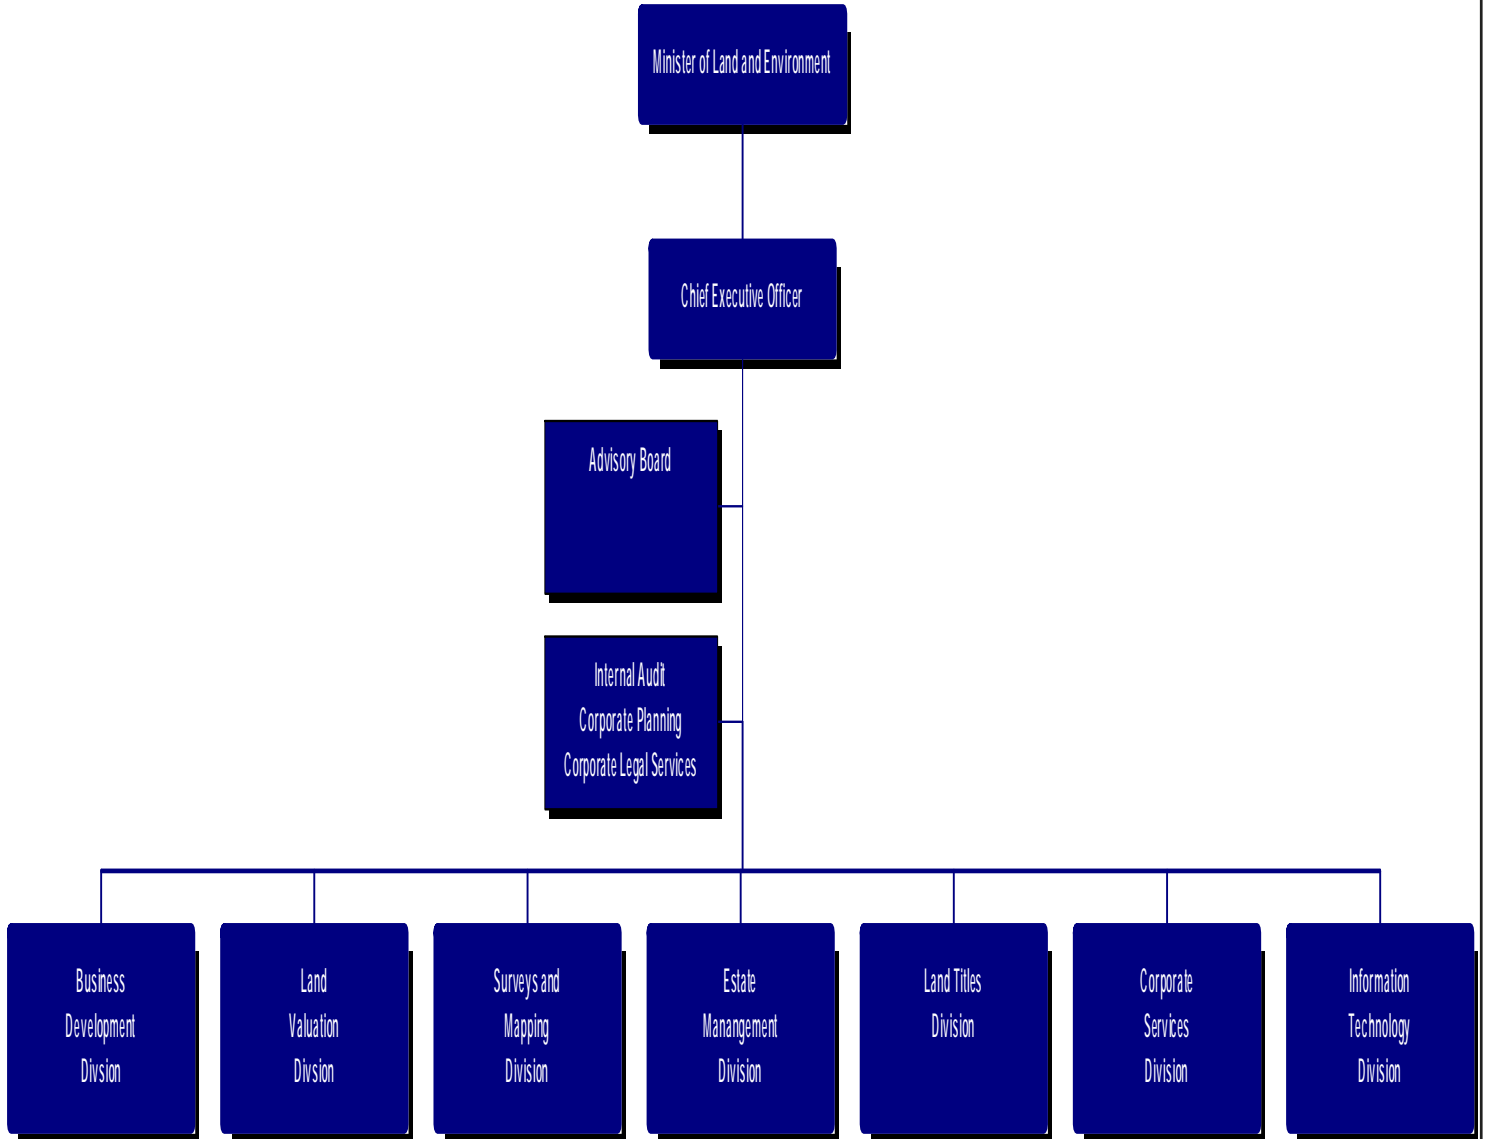 Minister of Land and Environment
Chief Executive Officer
Advisory Board
Internal Audit
Corporate Planning
Corporate Legal Services
Business
Development
Divsion
Land
Valuation
Divsion
Surveys and
Mapping
Division
Estate
Manangement
Division
Land Titles
Division
Corporate
Services
Division
Information
Technology
Division